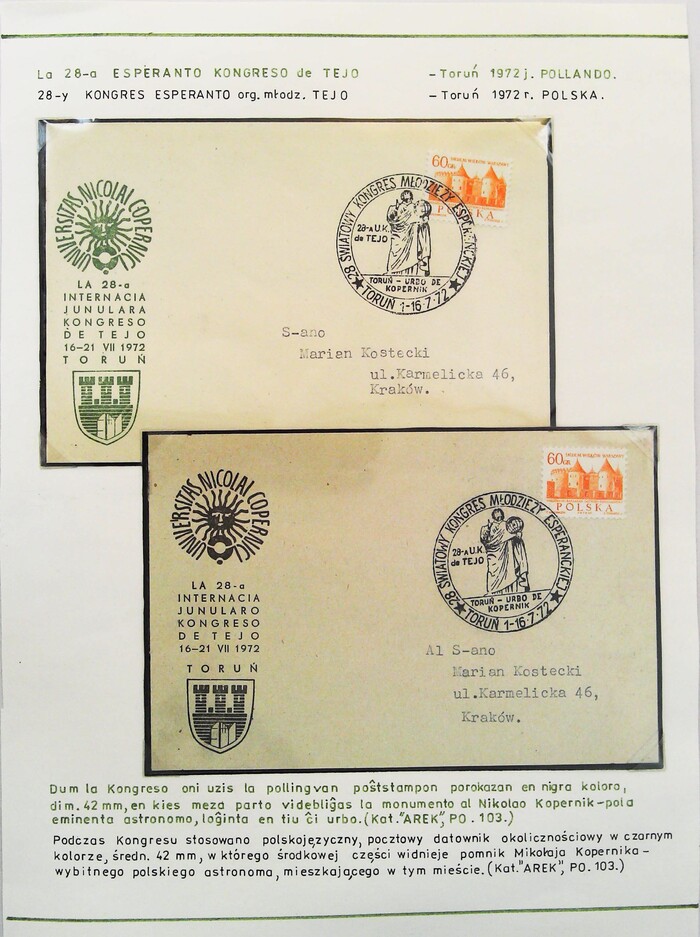 La 28-a ESPERANTO KONGRESO de TEJO
- Toruń 1972 j. POLLANDO.
28-y KONGRES ESPERANTO org. młodz. TEJO
- Toruń 1972 r. POLSKA.
UNIVERSITAS NICOLAI COPERNICI
LA 28-a
INTERNACIA
JUNULARA
KONGRESO
DE TEJO
16-21 VII 1972
TORUŃ
60GR
POLSKA
28 ŚWIATOWY KONGRES MŁODZIEŻY ESPERANCKIEJ
28-A U.K.
de TEJO
TORUŃ - URBO DE
KOPERNIK
TORUŃ 1-16.7.72
S-ano
Marian Kostecki
ul.Karmelicka 46,
Kraków.
UNIVERSITAS NICOLAI COPERNICI
LA 28-a
INTERNACIA
JUNULARO
KONGRESO
DE TEJO
16-21 VII 1972
TORUŃ
60GR
POLSKA
28 ŚWIATOWY KONGRES MŁODZIEŻY ESPERANCKIEJ
28-A U.K.
de TEJO
TORUŃ - URBO DE
KOPERNIK
TORUŃ 1-16.7.72
Al S-ano
Marian Kostecki
ul.Karmelicka 46,
Kraków.
Dum la Kongreso oni uzis la pollingvan poŝtstampon porokazan en nigra koloro,
dim. 42 mm, en kies meza parto videbliĝas la monumento al Nikolao Kopernik-pola
eminenta astronomo, loĝinta en tiu ĉi urbo. (Kat. "AREK", PO. 103.)
Podczas Kongresu stosowano polskojęzyczny, pocztowy datownik okolicznościowy w czarnym
kolorze, średn. 42 mm, w którego środkowej części widnieje pomnik Mikołaja Kopernika-
wybitnego polskiego astronoma, mieszkającego w tym mieście. (Kat. "AREK", PO. 103.)